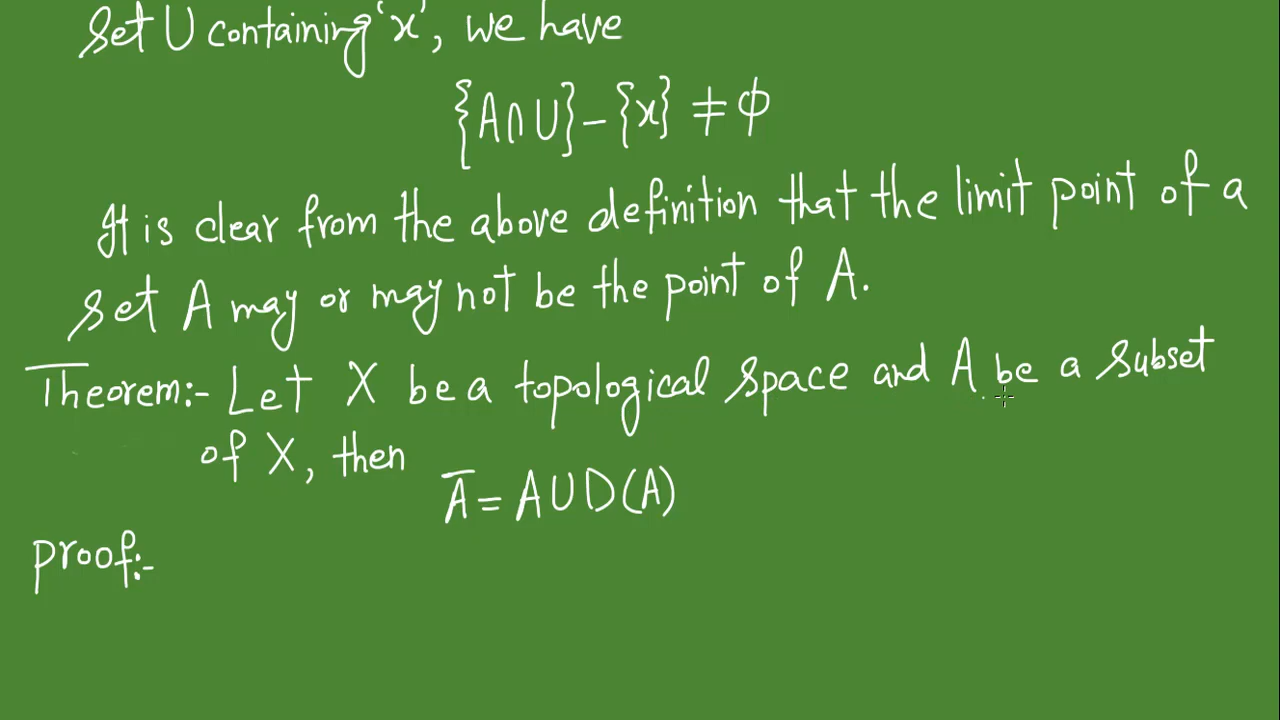 Set U containing 'x', we have
{A∩U}-{x} ≠ ϕ
It is clear from the above definition that the limit point of a
set A may or may not be the point of A.
Theorem:- Let X be a topological space and A be a subset
of X, then
A̅ = A∪D(A)
proof:-